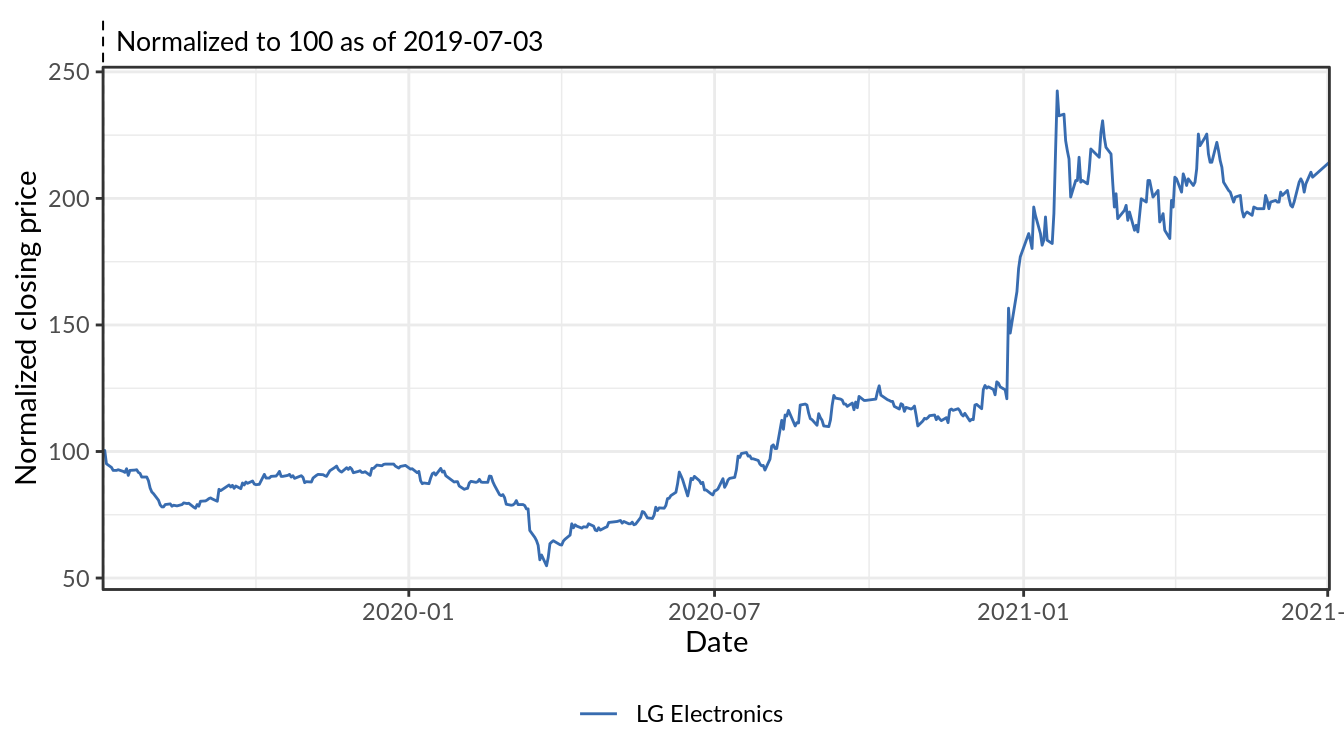 Normalized to 100 as of 2019-07-03
250
200
150
100
50
Normalized closing price
2020-01
2020-07
2021-01
2021-
Date
LG Electronics